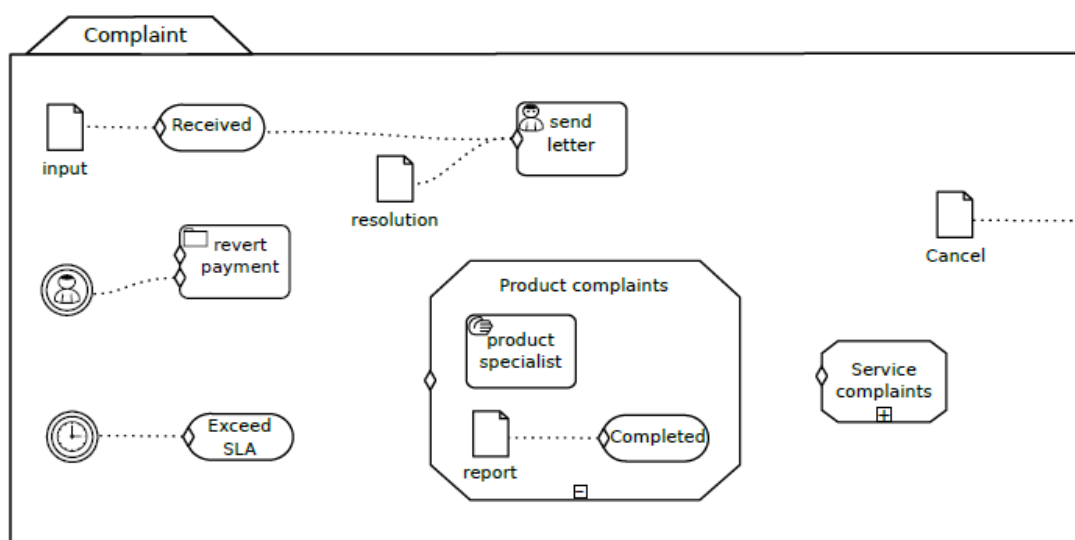 Complaint
input
Received
send
letter
resolution
revert
payment
Cancel
Product complaints
product
specialist
Service
complaints
Exceed
SLA
report
Completed